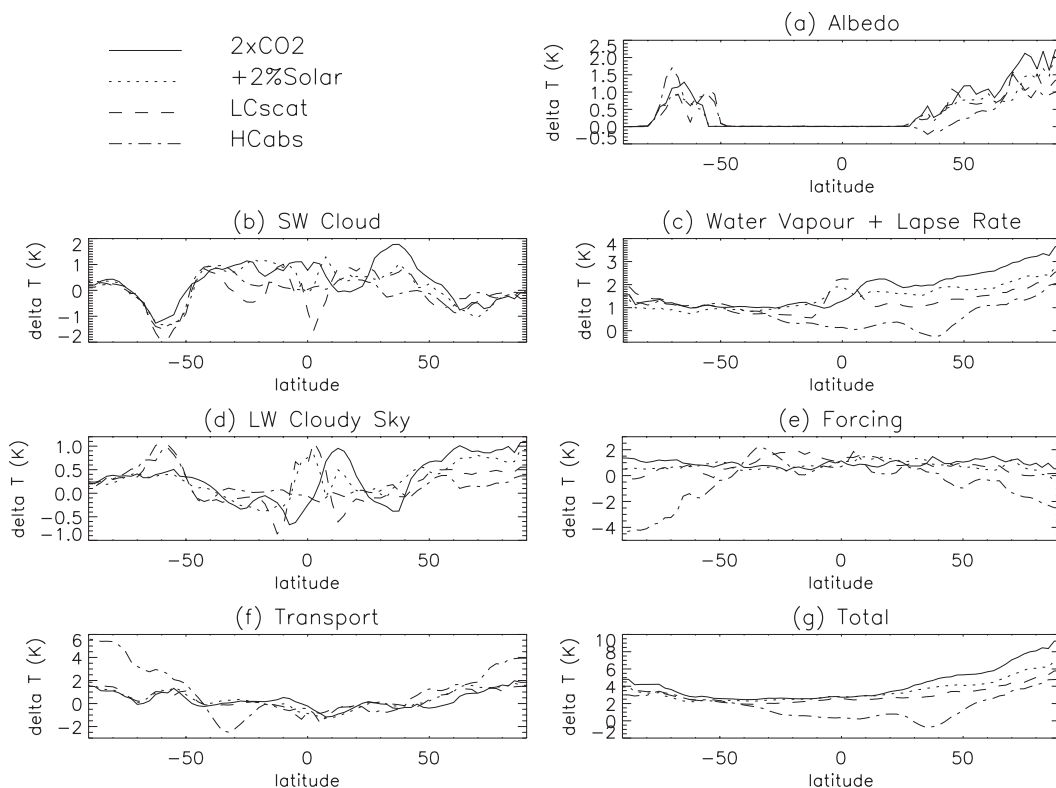 2xCO2
+2%Solar
LCscat
HCabs
(a) Albedo
delta T (K)
2.5
2.0
1.5
1.0
0.5
0.0
−0.5
−50 0 50
latitude
(b) SW Cloud
delta T (K)
2
1
0
−1
−2
−50 0 50
latitude
(c) Water Vapour + Lapse Rate
delta T (K)
4
3
2
1
0
−50 0 50
latitude
(d) LW Cloudy Sky
delta T (K)
1.0
0.5
0.0
−0.5
−1.0
−50 0 50
latitude
(e) Forcing
delta T (K)
2
0
−2
−4
−50 0 50
latitude
(f) Transport
delta T (K)
6
4
2
0
−2
−50 0 50
latitude
(g) Total
delta T (K)
10
8
6
4
2
0
−2
−50 0 50
latitude